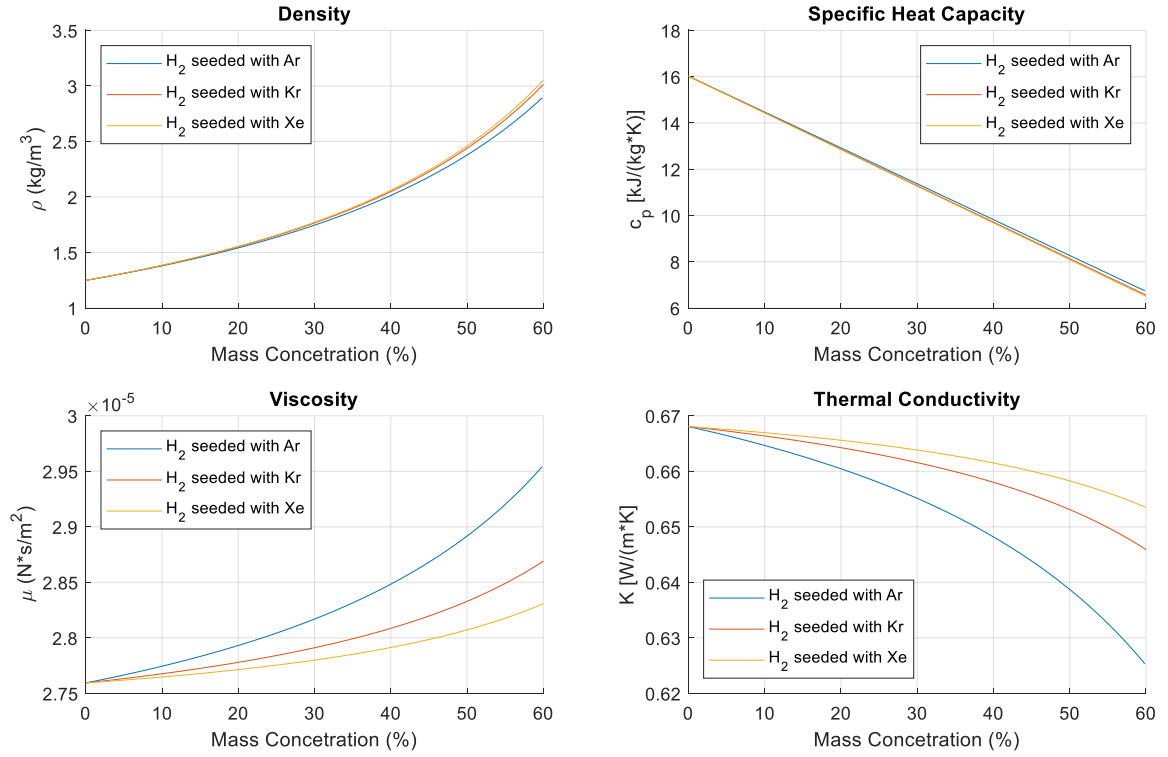 Density
3.5
3
2.5
2
1.5
1
ρ (kg/m³)
H₂ seeded with Ar
H₂ seeded with Kr
H₂ seeded with Xe
0 10 20 30 40 50 60
Mass Concetration (%)
Specific Heat Capacity
18
16
14
12
10
8
6
cₚ [kJ/(kg*K)]
H₂ seeded with Ar
H₂ seeded with Kr
H₂ seeded with Xe
0 10 20 30 40 50 60
Mass Concetration (%)
Viscosity
×10⁻⁵
3
2.95
2.9
2.85
2.8
2.75
μ (N*s/m²)
H₂ seeded with Ar
H₂ seeded with Kr
H₂ seeded with Xe
0 10 20 30 40 50 60
Mass Concetration (%)
Thermal Conductivity
0.67
0.66
0.65
0.64
0.63
0.62
K [W/(m*K]
H₂ seeded with Ar
H₂ seeded with Kr
H₂ seeded with Xe
0 10 20 30 40 50 60
Mass Concetration (%)